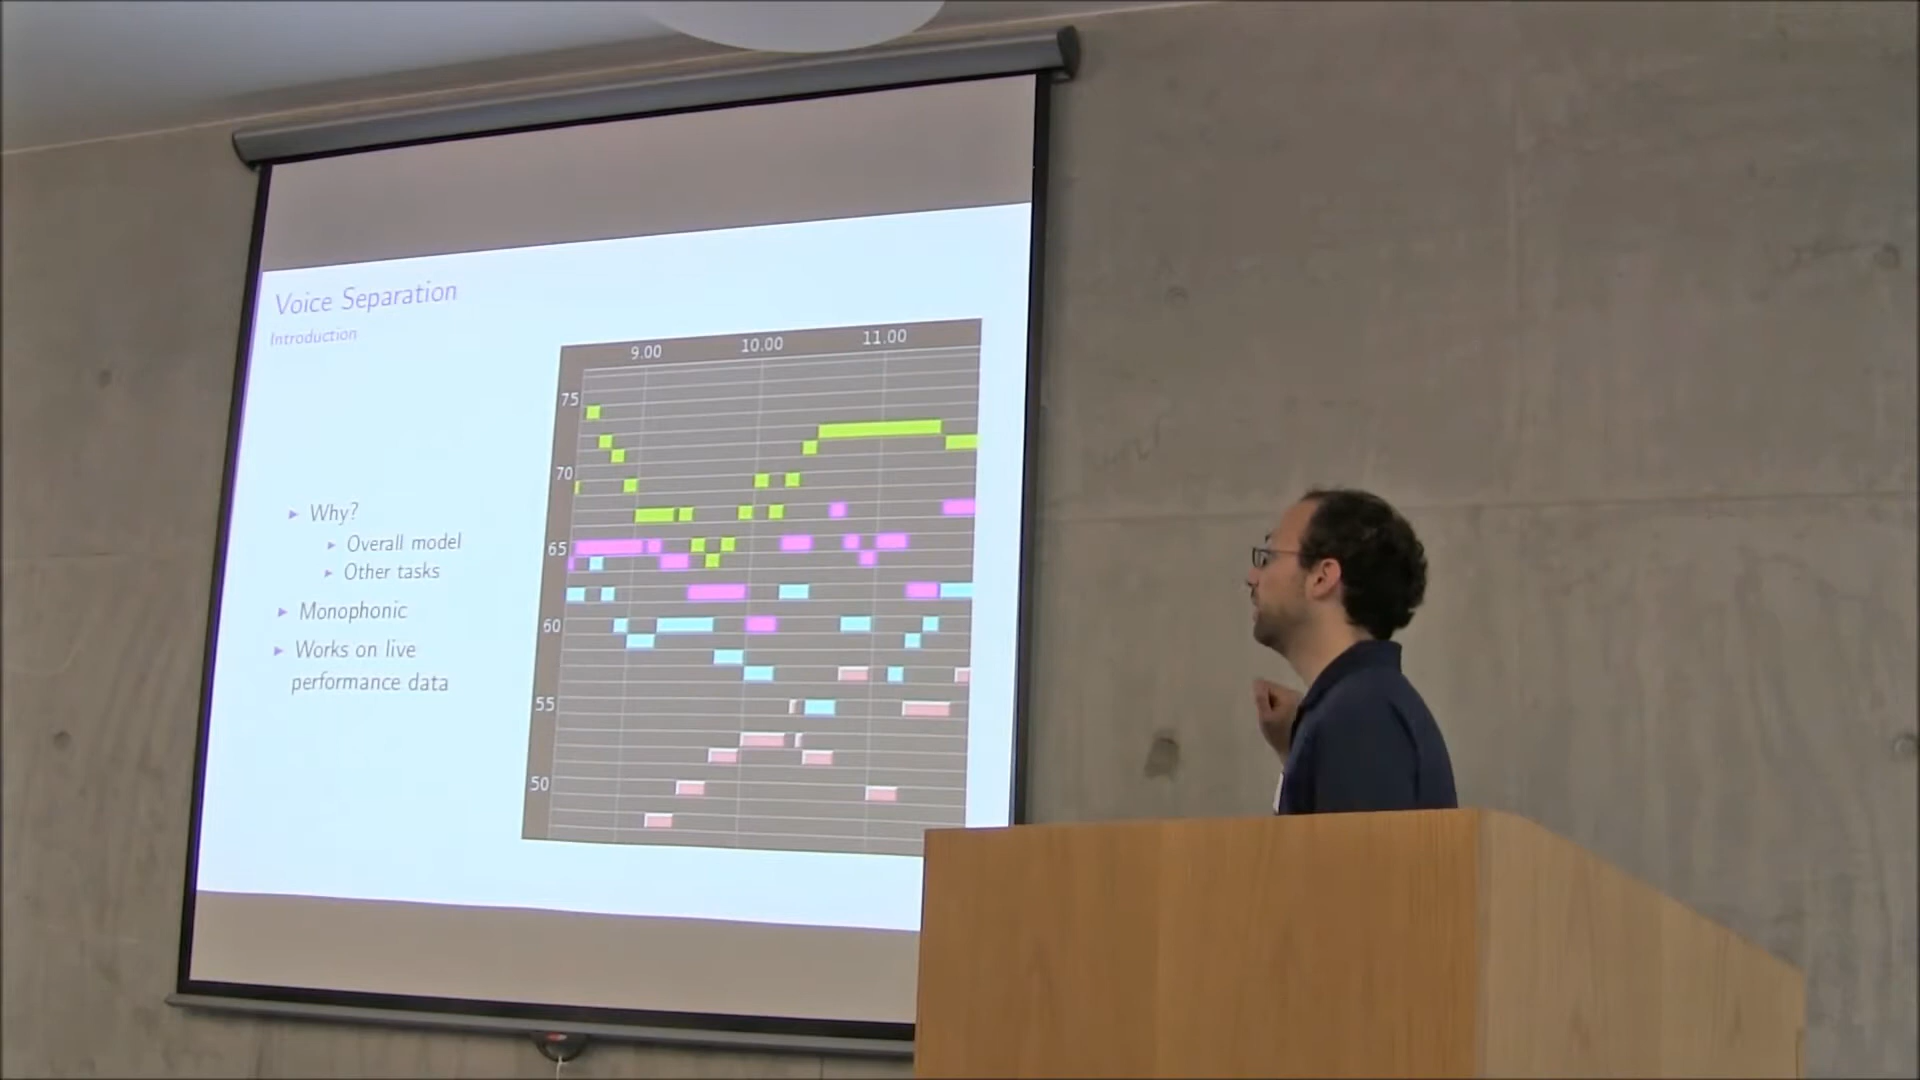 Voice Separation
Introduction
9.00 10.00 11.00
75
70
65
60
55
50
Why?
Overall model
Other tasks
Monophonic
Works on live
performance data